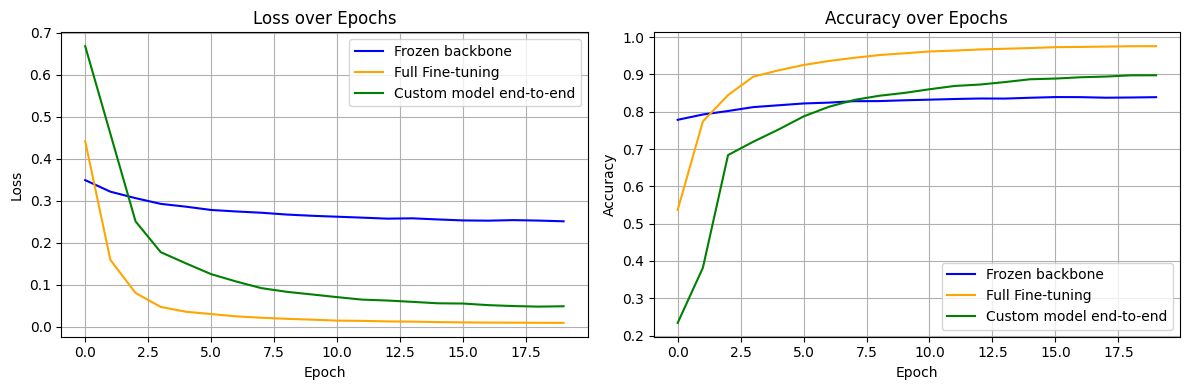 Loss over Epochs
Loss
0.7
0.6
0.5
0.4
0.3
0.2
0.1
0.0
Frozen backbone
Full Fine-tuning
Custom model end-to-end
0.0 2.5 5.0 7.5 10.0 12.5 15.0 17.5
Epoch
Accuracy over Epochs
Accuracy
1.0
0.9
0.8
0.7
0.6
0.5
0.4
0.3
0.2
Frozen backbone
Full Fine-tuning
Custom model end-to-end
0.0 2.5 5.0 7.5 10.0 12.5 15.0 17.5
Epoch